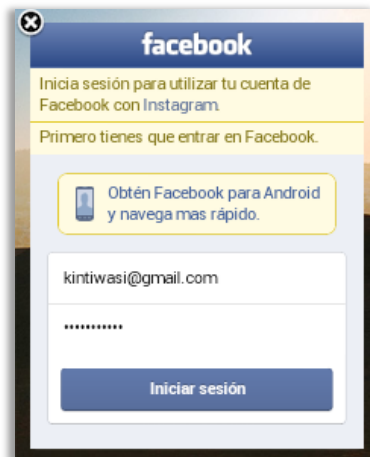 facebook
Inicia sesión para utilizar tu cuenta de
Facebook con Instagram.
Primero tienes que entrar en Facebook.
Obtén Facebook para Android
y navega mas rápido.
kintiwasi@gmail.com
•••••••••••
Iniciar sesión